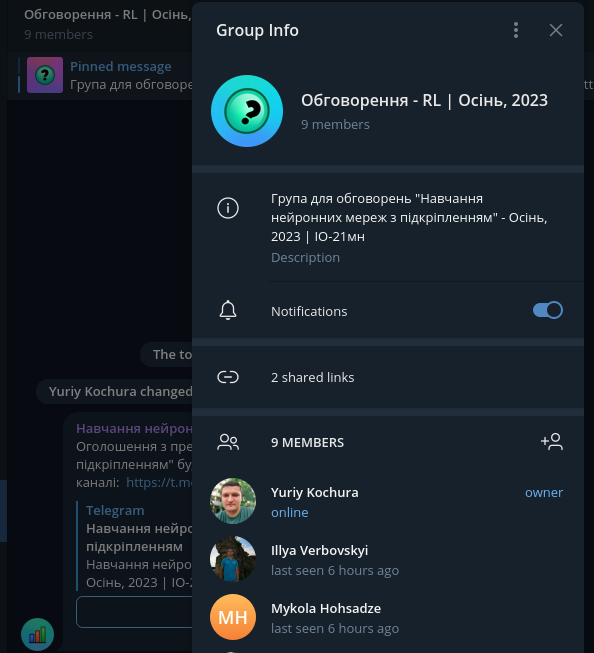 Обговорення - RL | Осінь,
9 members
Pinned message
Група для обговоре
Group Info
Обговорення - RL | Осінь, 2023
9 members
Група для обговорень "Навчання
нейронних мереж з підкріпленням" - Осінь,
2023 | ІО-21мн
Description
Notifications
2 shared links
9 MEMBERS
Yuriy Kochura
owner
online
Illya Verbovskyi
last seen 6 hours ago
MH
Mykola Hohsadze
last seen 6 hours ago
The to
Yuriy Kochura changed
Навчання нейрон
Оголошення з пре
підкріпленням" бу
каналі: https://t.m
Telegram
Навчання нейро
підкріпленням
Навчання нейро
Осінь, 2023 | ІО-2